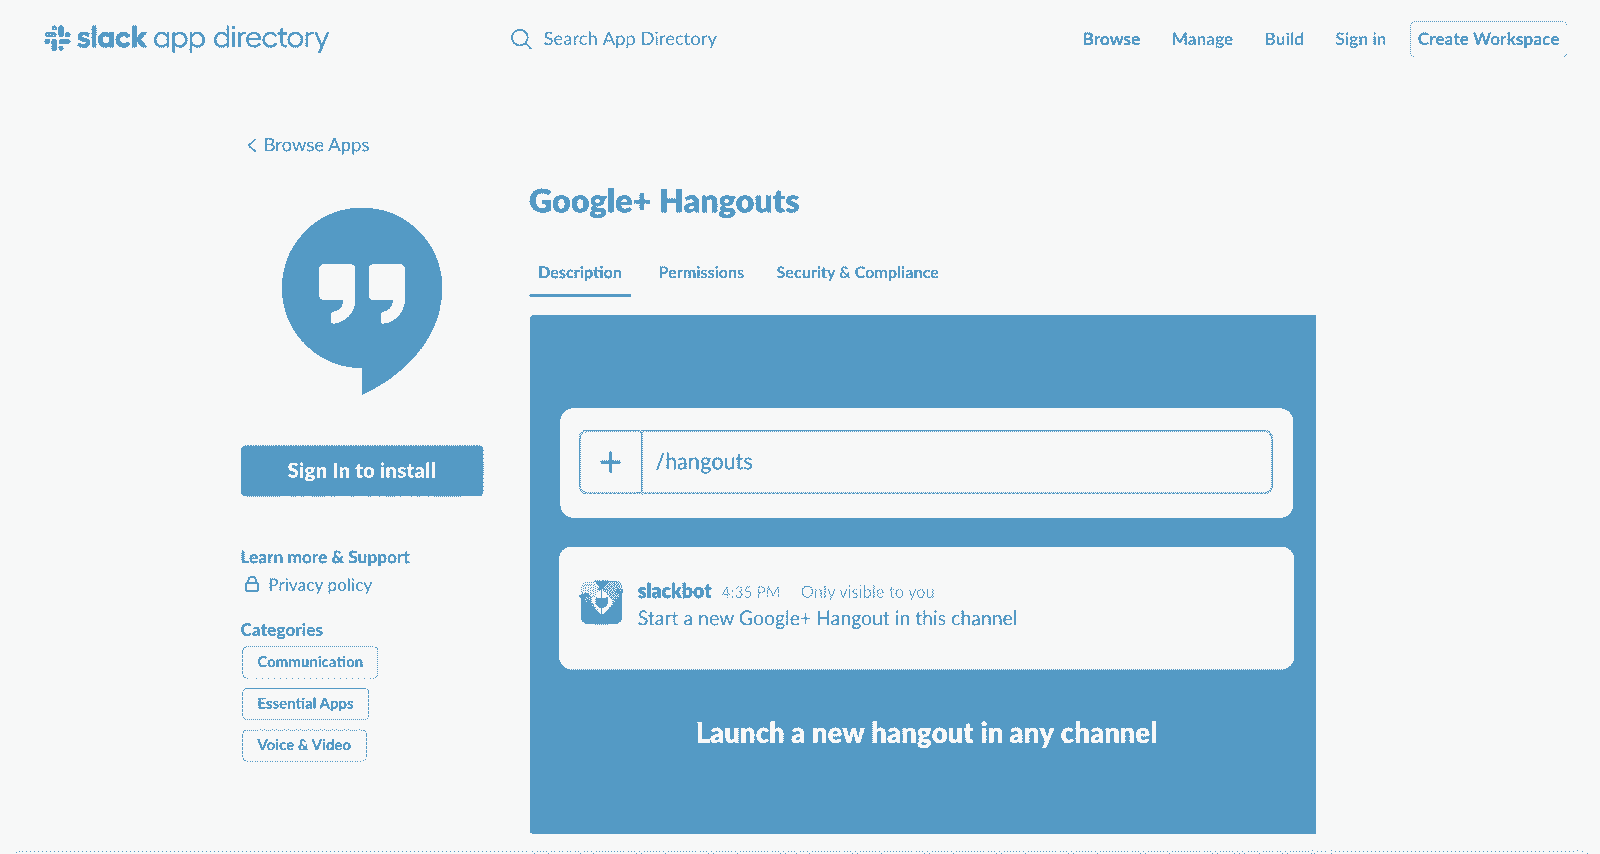 slack app directory
Search App Directory
Browse
Manage
Build
Sign in
Create Workspace
Browse Apps
Google+ Hangouts
Description
Permissions
Security & Compliance
Sign In to install
Learn more & Support
Privacy policy
Categories
Communication
Essential Apps
Voice & Video
+
/hangouts
slackbot 4:35 PM Only visible to you
Start a new Google+ Hangout in this channel
Launch a new hangout in any channel